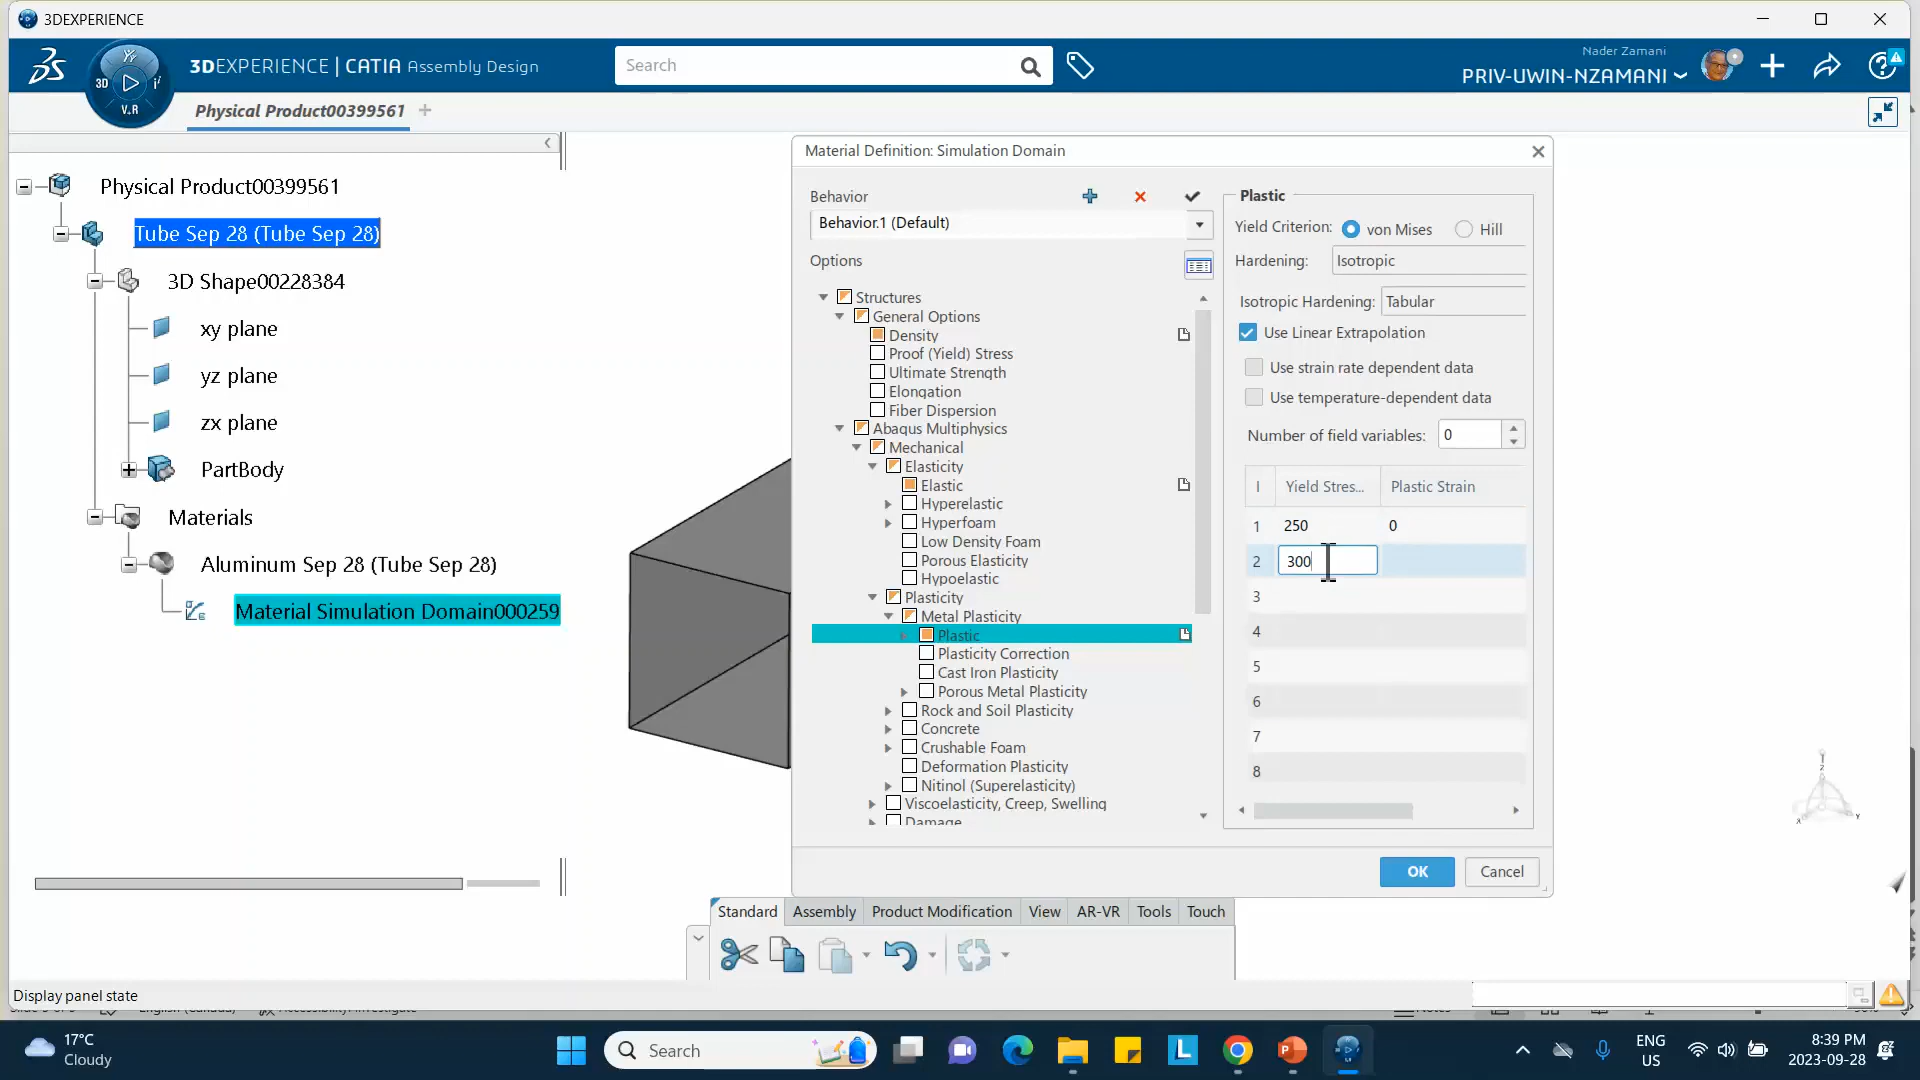 3DEXPERIENCE
3DEXPERIENCE | CATIA Assembly Design
3D
V.R
Search
Nader Zamani
PRIV-UWIN-NZAMANI
Physical Product00399561
Physical Product00399561
Tube Sep 28 (Tube Sep 28)
3D Shape00228384
xy plane
yz plane
zx plane
PartBody
Materials
Aluminum Sep 28 (Tube Sep 28)
Material Simulation Domain000259
Material Definition: Simulation Domain
Behavior
Behavior.1 (Default)
Options
Structures
General Options
Density
Proof (Yield) Stress
Ultimate Strength
Elongation
Fiber Dispersion
Abaqus Multiphysics
Mechanical
Elasticity
Elastic
Hyperelastic
Hyperfoam
Low Density Foam
Porous Elasticity
Hypoelastic
Plasticity
Metal Plasticity
Plastic
Plasticity Correction
Cast Iron Plasticity
Porous Metal Plasticity
Rock and Soil Plasticity
Concrete
Crushable Foam
Deformation Plasticity
Nitinol (Superelasticity)
Viscoelasticity, Creep, Swelling
Damage
Plastic
Yield Criterion: von Mises Hill
Hardening: Isotropic
Isotropic Hardening: Tabular
Use Linear Extrapolation
Use strain rate dependent data
Use temperature-dependent data
Number of field variables: 0
I Yield Stres... Plastic Strain
1 250 0
2 300
3
4
5
6
7
8
OK Cancel
Standard Assembly Product Modification View AR-VR Tools Touch
Display panel state
17°C
Cloudy
Search
ENG
US
8:39 PM
2023-09-28